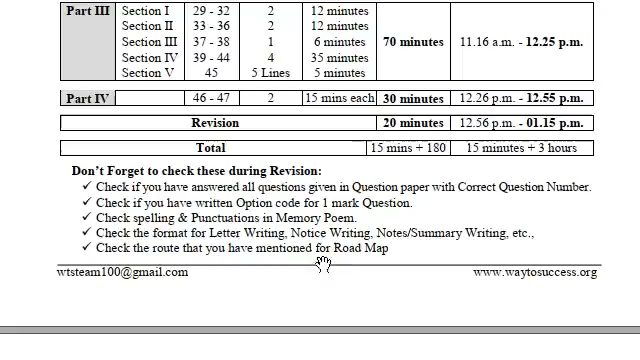 Part III Section I 29 - 32 2 12 minutes
Section II 33 - 36 2 12 minutes
Section III 37 - 38 1 6 minutes 70 minutes 11.16 a.m. - 12.25 p.m.
Section IV 39 - 44 4 35 minutes
Section V 45 5 Lines 5 minutes
Part IV 46 - 47 2 15 mins each 30 minutes 12.26 p.m. - 12.55 p.m.
Revision 20 minutes 12.56 p.m. - 01.15 p.m.
Total 15 mins + 180 15 minutes + 3 hours
Don't Forget to check these during Revision:
✓ Check if you have answered all questions given in Question paper with Correct Question Number.
✓ Check if you have written Option code for 1 mark Question.
✓ Check spelling & Punctuations in Memory Poem.
✓ Check the format for Letter Writing, Notice Writing, Notes/Summary Writing, etc.,
✓ Check the route that you have mentioned for Road Map
wtsteam100@gmail.com www.waytosuccess.org